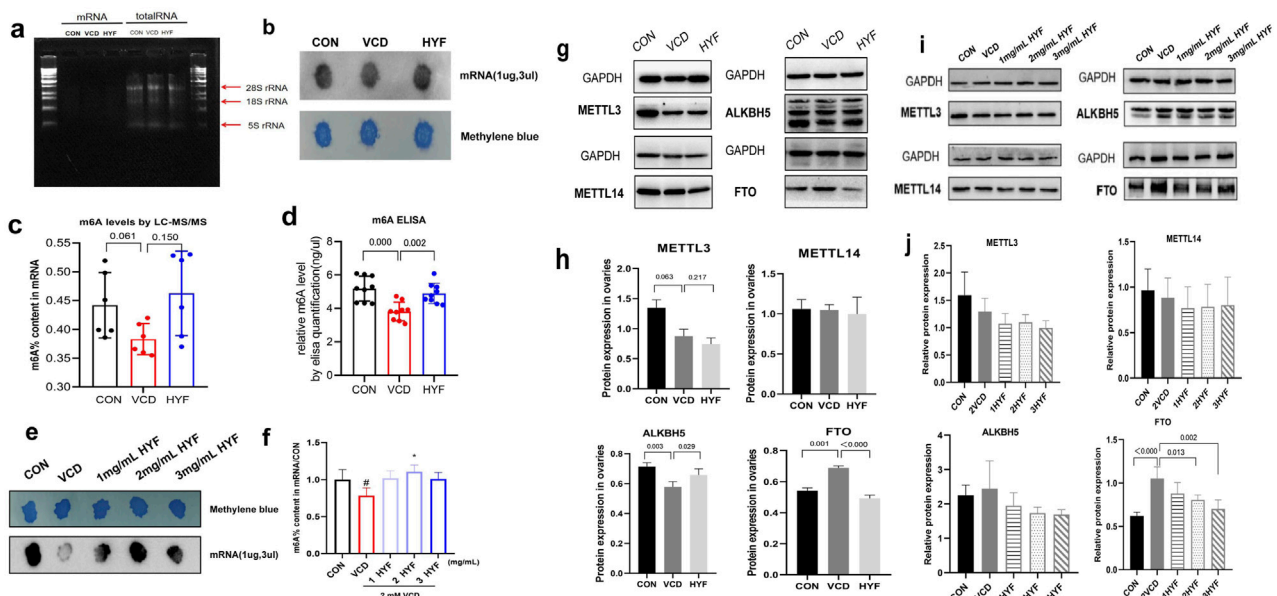 a
mRNA
totalRNA
CON VCD HYF
CON VCD HYF
28S rRNA
18S rRNA
5S rRNA
b
CON VCD HYF
mRNA(1ug,3ul)
Methylene blue
c
m6A levels by LC-MS/MS
0.061
0.150
m6A% content in mRNA
0.55
0.50
0.45
0.40
0.35
0.30
CON VCD HYF
d
m6A ELISA
0.000
0.002
relative m6A level
by elisa quantification(ng/ul)
8
6
4
2
0
CON VCD HYF
e
CON VCD 1mg/mL HYF 2mg/mL HYF 3mg/mL HYF
Methylene blue
mRNA(1ug,3ul)
f
m6A% content in mRNA/CON
1.5
1.0
0.5
0.0
#
*
CON VCD 1 HYF 2 HYF 3 HYF
(mg/mL)
2 mM VCD
g
CON VCD HYF
CON VCD HYF
GAPDH
GAPDH
METTL3
ALKBH5
GAPDH
GAPDH
METTL14
FTO
h
METTL3
Protein expression in ovaries
2.0
1.5
1.0
0.5
0.0
0.063
0.217
CON VCD HYF
METTL14
Protein expression in ovaries
1.5
1.0
0.5
0.0
CON VCD HYF
ALKBH5
Protein expression in ovaries
1.0
0.8
0.6
0.4
0.2
0.0
0.003
0.029
CON VCD HYF
FTO
Protein expression in ovaries
1.0
0.8
0.6
0.4
0.2
0.0
0.001
<0.000
CON VCD HYF
i
CON VCD 1mg/mL HYF 2mg/mL HYF 3mg/mL HYF
CON VCD 1mg/mL HYF 2mg/mL HYF 3mg/mL HYF
GAPDH
GAPDH
METTL3
ALKBH5
GAPDH
GAPDH
METTL14
FTO
j
METTL3
Relative protein expression
2.5
2.0
1.5
1.0
0.5
0.0
CON 2VCD 1HYF 2HYF 3HYF
METTL14
Relative protein expression
1.5
1.0
0.5
0.0
CON 2VCD 1HYF 2HYF 3HYF
ALKBH5
Relative protein expression
4
3
2
1
0
FTO
Relative protein expression
1.5
1.0
0.5
0.0
<0.000
0.013
0.002